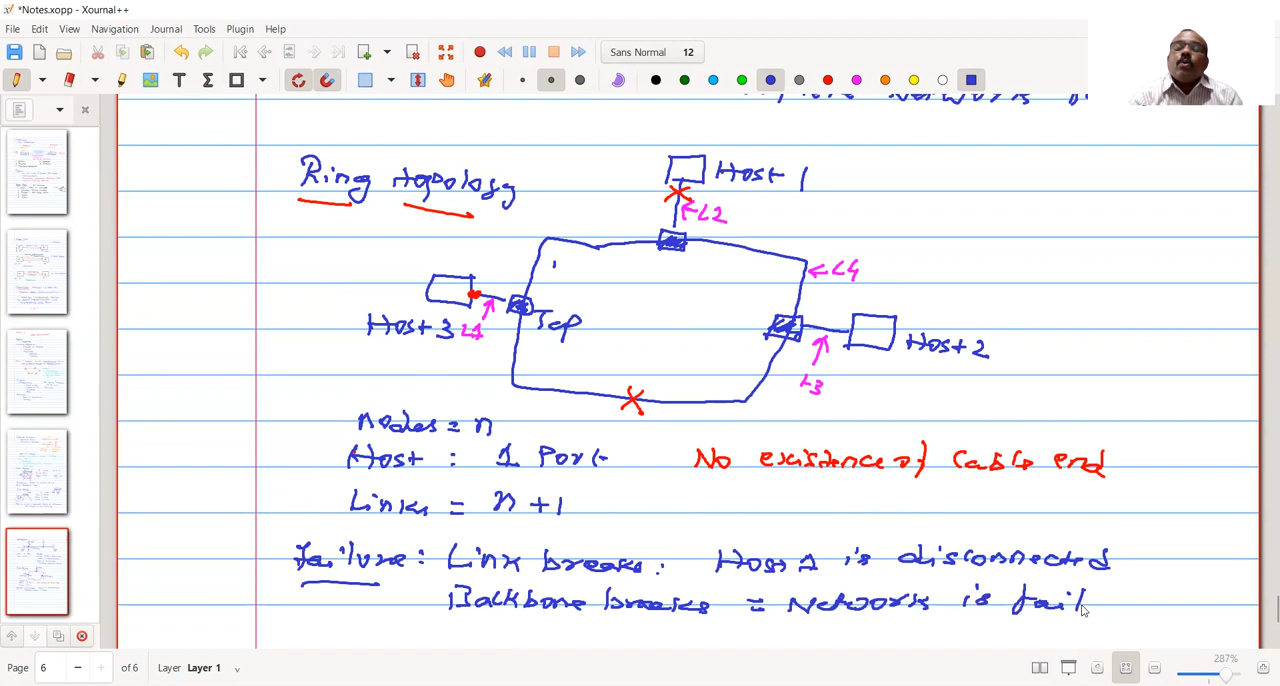 *Notes.xopp - Xournal++
File Edit View Navigation Journal Tools Plugin Help
Sans Normal 12
Ring topology
Host 1
L2
L4
Host 3
L1
Tap
Host 2
L3
Nodes = n
Host : 1 Port
No existence of cable end
Links = n+1
Failure : Link breaks : Host 1 is disconnected
Backbone breaks = Network is fail
Page 6 of 6 Layer Layer 1
287%